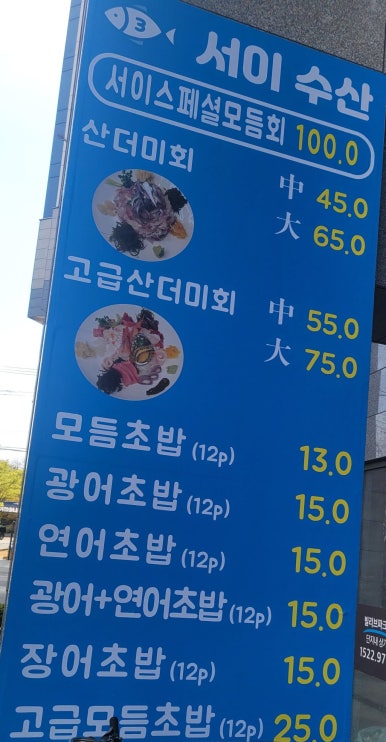 3
서이 수산
서이스페셜모듬회 100.0
산더미회
中 45.0
大 65.0
고급산더미회
中 55.0
大 75.0
모듬초밥(12p) 13.0
광어초밥(12p) 15.0
연어초밥(12p) 15.0
광어+연어초밥(12p) 15.0
장어초밥(12p) 15.0
고급모듬초밥(12p) 25.0
1522.97